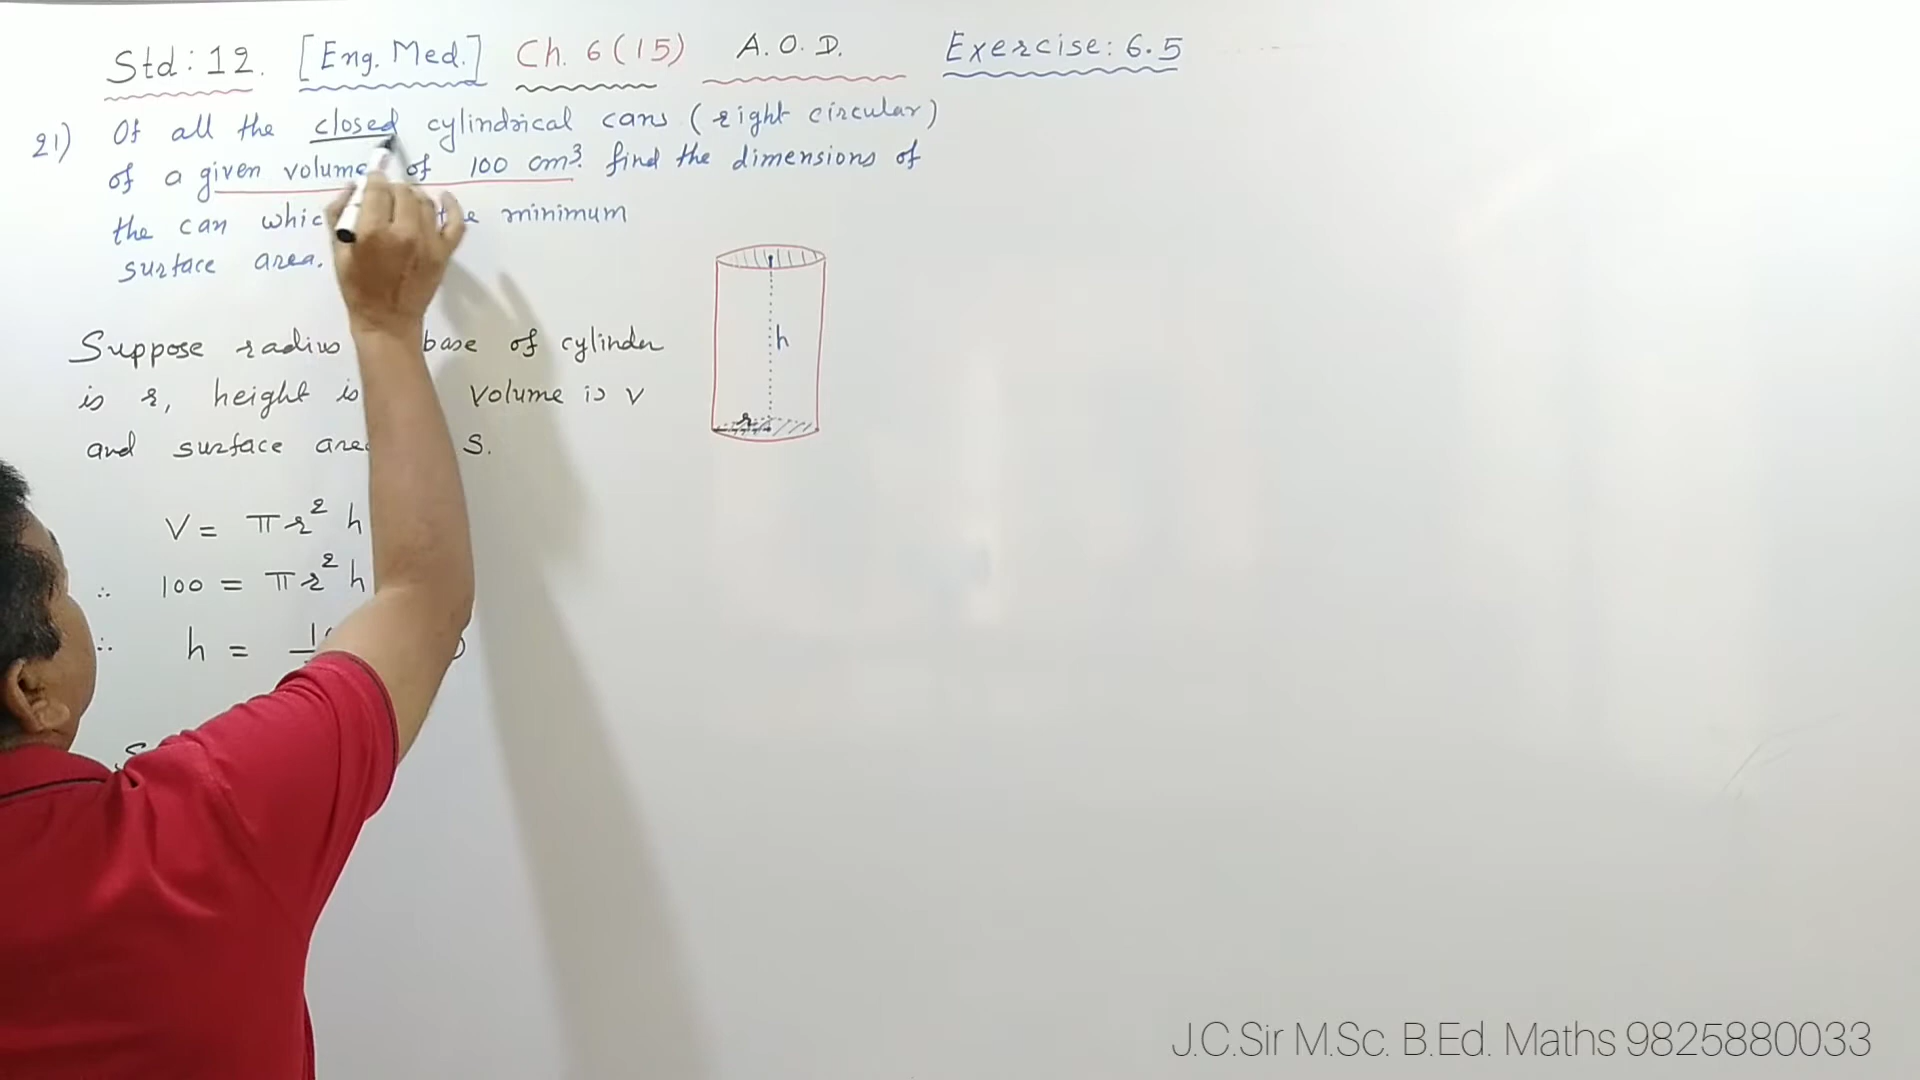 Std: 12. [Eng. Med.] Ch. 6 (15) A. O. D. Exercise: 6.5
21) Of all the closed cylindrical cans (right circular)
of a given volume of 100 cm³. find the dimensions of
the can the minimum
surface area.
h
r
Suppose radius base of cylinder
is r, height is Volume is V
and surface area S.
V = πr² h
∴ 100 = πr² h
∴ h =
S
J.C.Sir M.Sc. B.Ed. Maths 9825880033